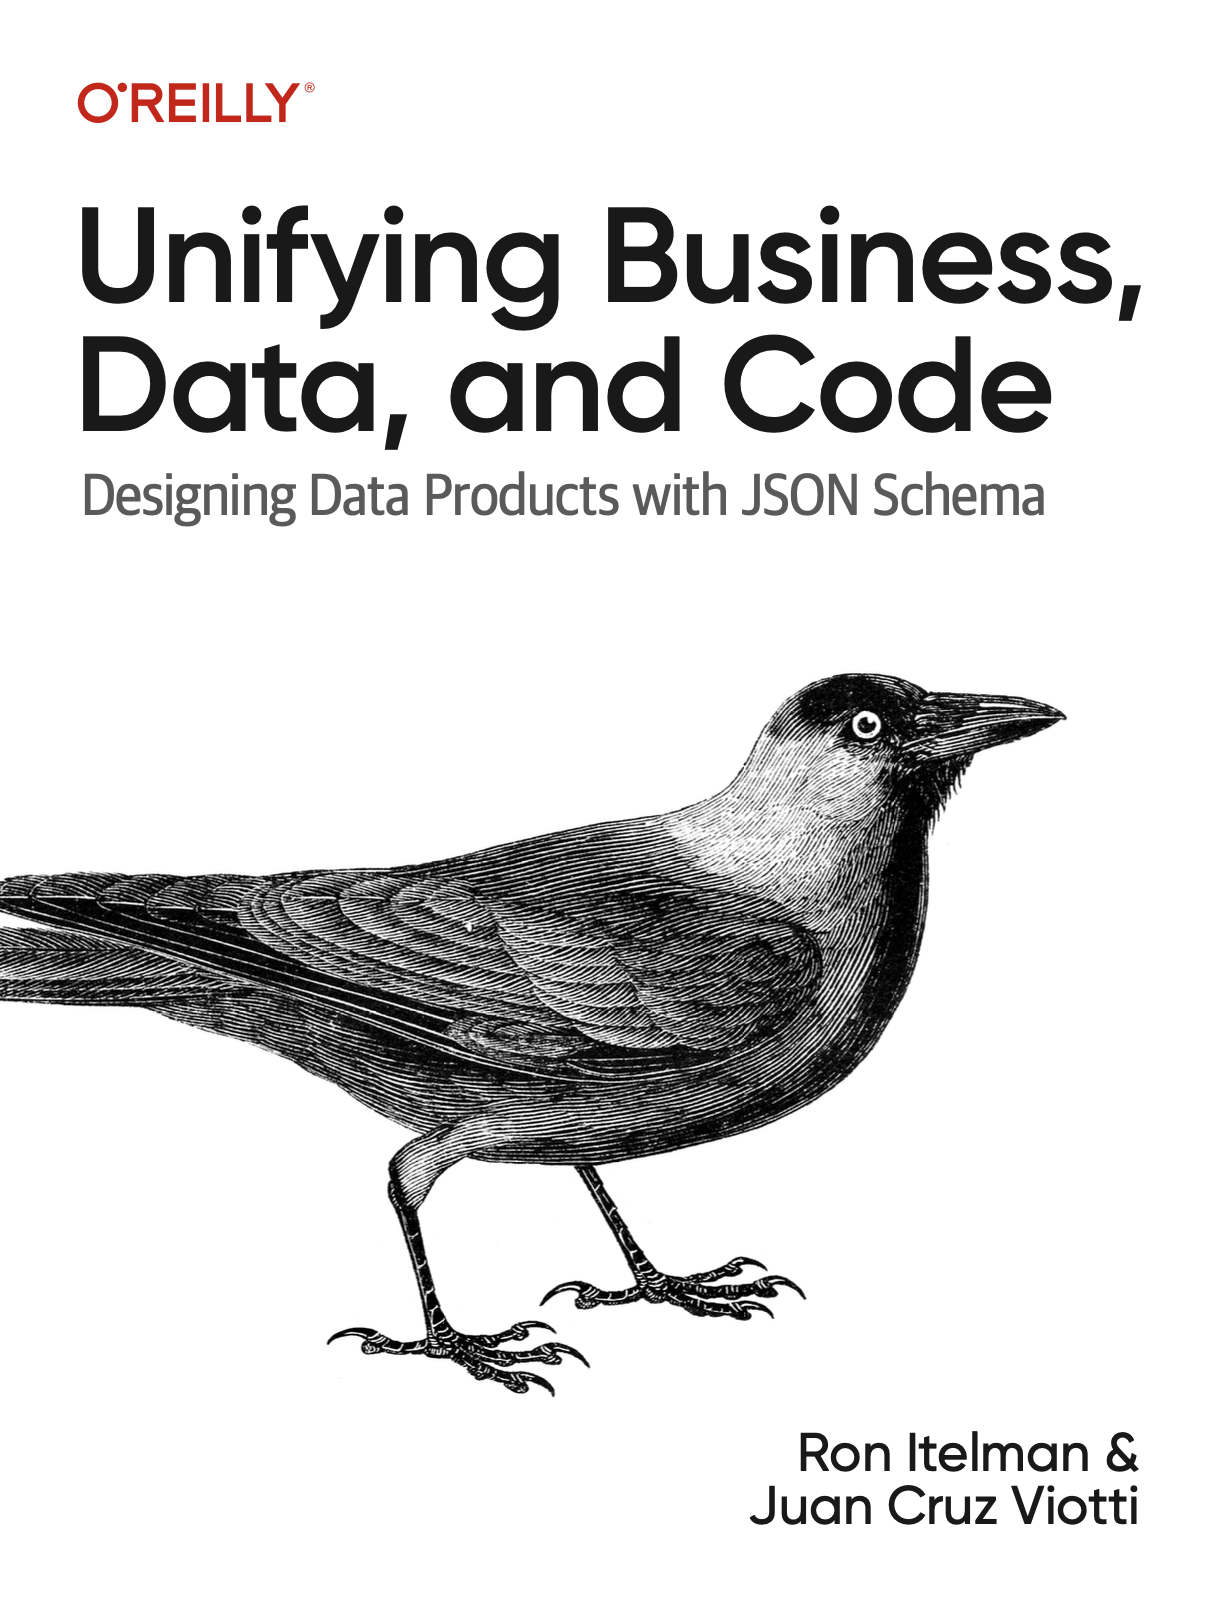 O'REILLY®
Unifying Business,
Data, and Code
Designing Data Products with JSON Schema
Ron Itelman &
Juan Cruz Viotti